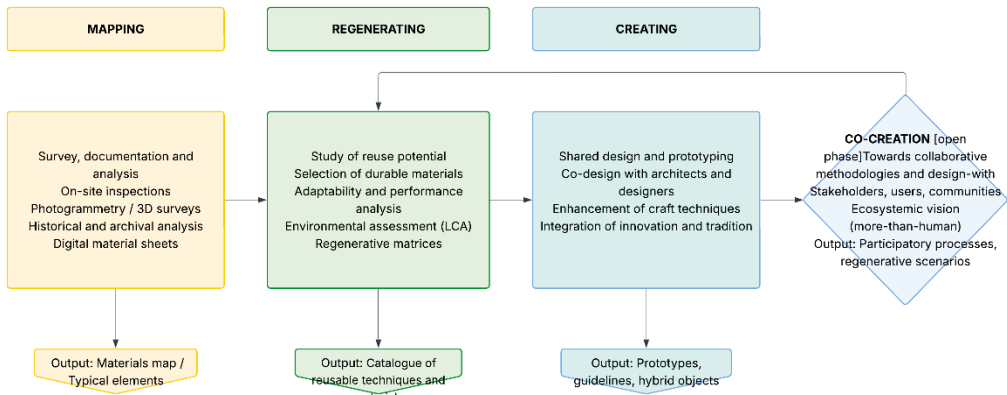 MAPPING
REGENERATING
CREATING
Survey, documentation and
analysis
On-site inspections
Photogrammetry / 3D surveys
Historical and archival analysis
Digital material sheets
Study of reuse potential
Selection of durable materials
Adaptability and performance
analysis
Environmental assessment (LCA)
Regenerative matrices
Shared design and prototyping
Co-design with architects and
designers
Enhancement of craft techniques
Integration of innovation and tradition
CO-CREATION [open
phase]Towards collaborative
methodologies and design-with
Stakeholders, users, communities
Ecosystemic vision
(more-than-human)
Output: Participatory processes,
regenerative scenarios
Output: Materials map /
Typical elements
Output: Catalogue of
reusable techniques and
Output: Prototypes,
guidelines, hybrid objects